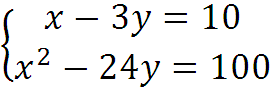 x − 3y = 10
x² − 24y = 100